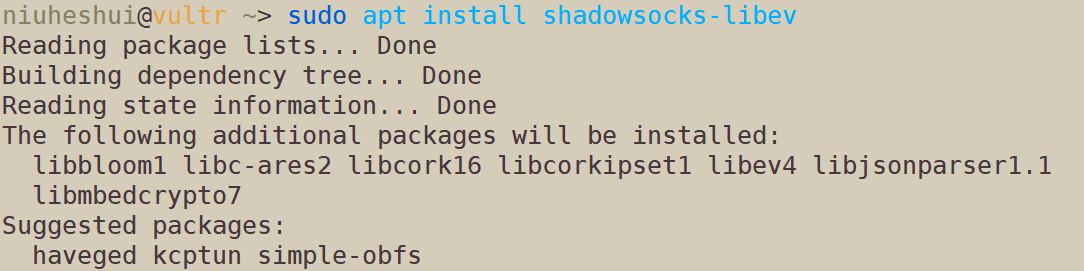 niuheshui@vultr ~> sudo apt install shadowsocks-libev
Reading package lists... Done
Building dependency tree... Done
Reading state information... Done
The following additional packages will be installed:
  libbloom1 libc-ares2 libcork16 libcorkipset1 libev4 libjsonparser1.1
  libmbedcrypto7
Suggested packages:
  haveged kcptun simple-obfs